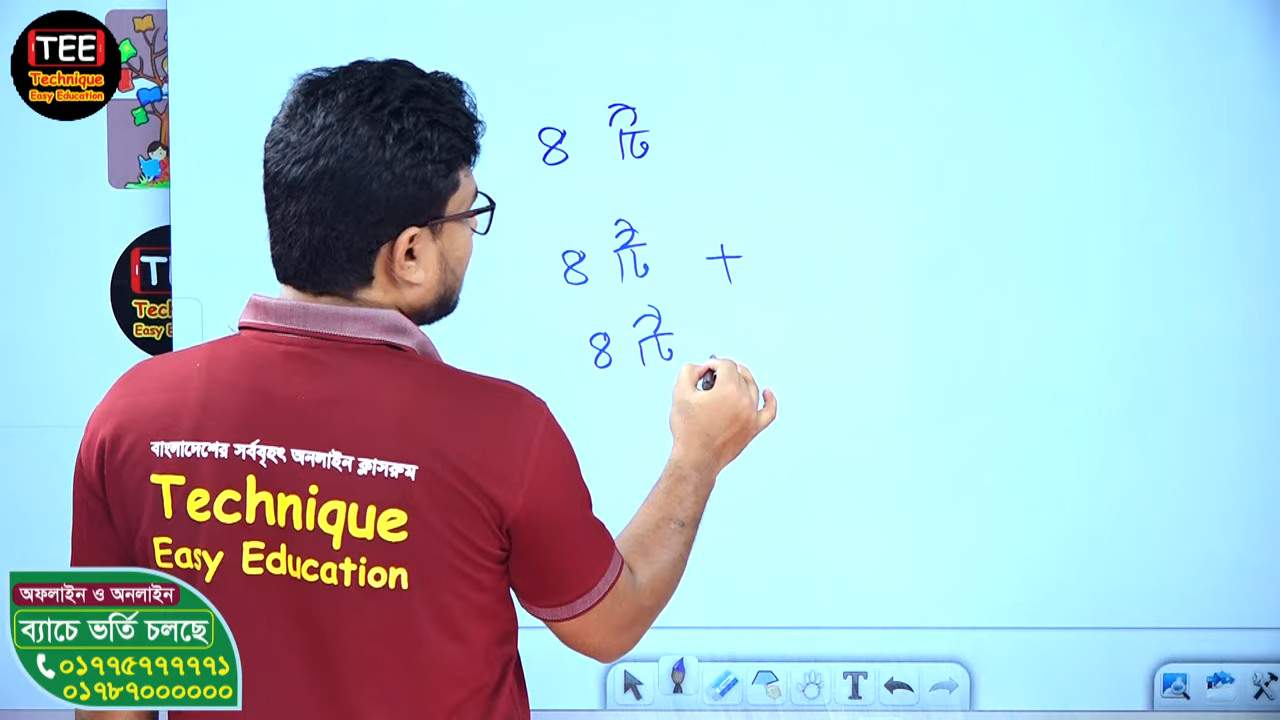 TEE
Technique
Easy Education
৪ টি
৪ টি +
৪ টি
বাংলাদেশের সর্ববৃহৎ অনলাইন ক্লাসরুম
Technique
Easy Education
অফলাইন ও অনলাইন
ব্যাচে ভর্তি চলছে
০১৭৭৫৭৭৭৭৭১
০১৭৮৭০০০০০০
T